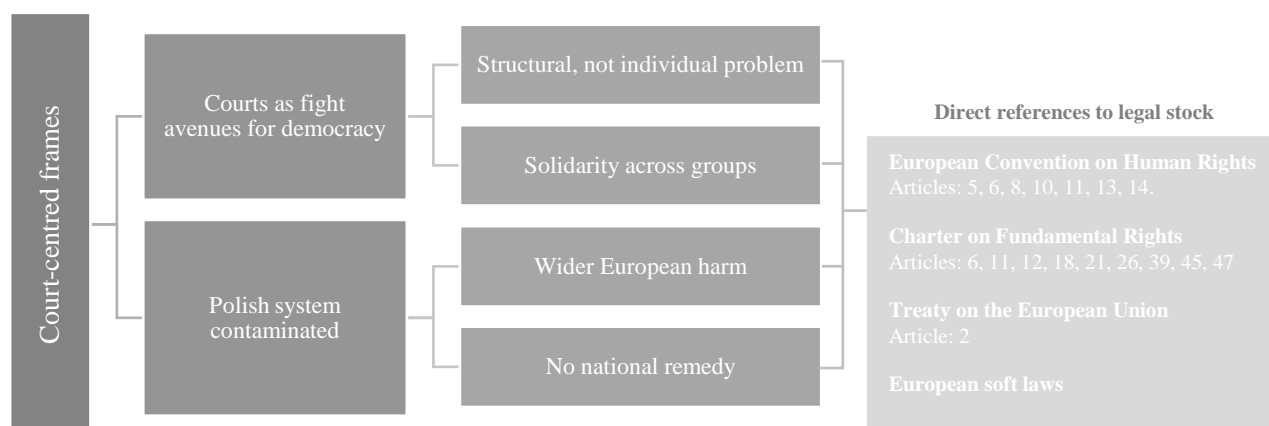 Court-centred frames
Courts as fight
avenues for democracy
Structural, not individual problem
Solidarity across groups
Polish system
contaminated
Wider European harm
No national remedy
Direct references to legal stock
European Convention on Human Rights
Articles: 5, 6, 8, 10, 11, 13, 14.
Charter on Fundamental Rights
Articles: 6, 11, 12, 18, 21, 26, 39, 45, 47
Treaty on the European Union
Article: 2
European soft laws